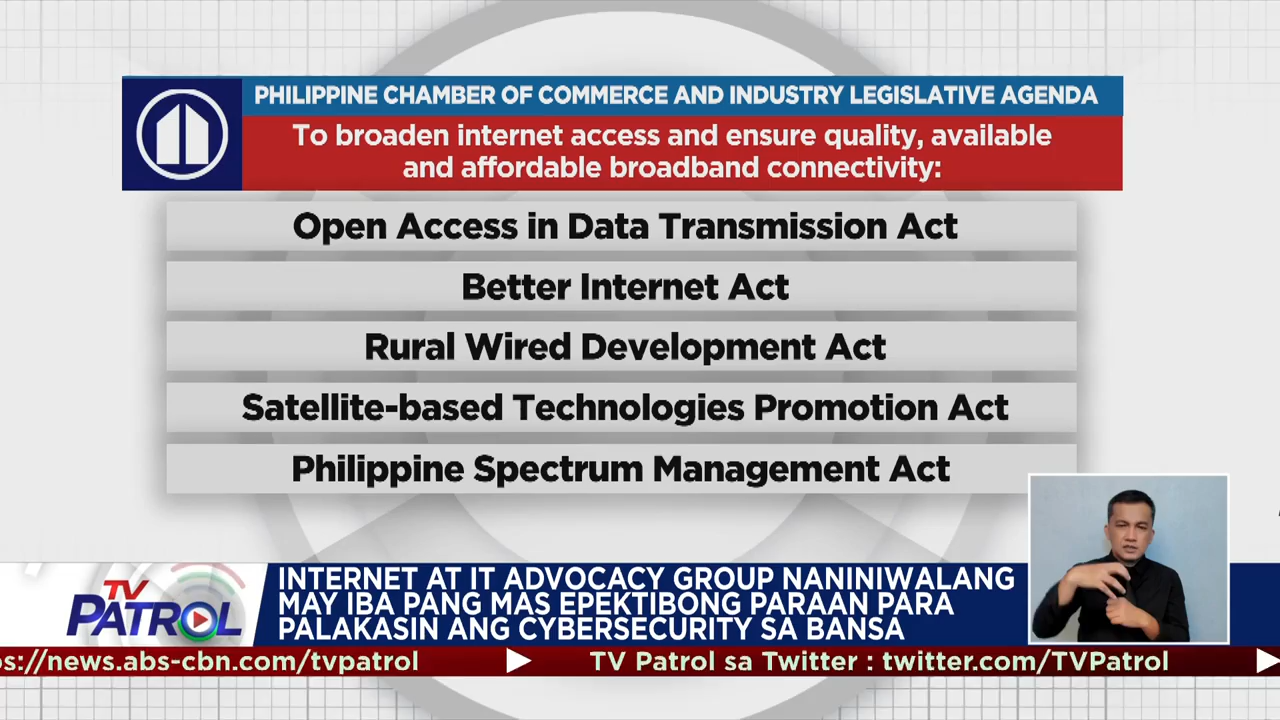 PHILIPPINE CHAMBER OF COMMERCE AND INDUSTRY LEGISLATIVE AGENDA
To broaden internet access and ensure quality, available
and affordable broadband connectivity:
Open Access in Data Transmission Act
Better Internet Act
Rural Wired Development Act
Satellite-based Technologies Promotion Act
Philippine Spectrum Management Act
TV
PATROL
INTERNET AT IT ADVOCACY GROUP NANINIWALANG
MAY IBA PANG MAS EPEKTIBONG PARAAN PARA
PALAKASIN ANG CYBERSECURITY SA BANSA
ps://news.abs-cbn.com/tvpatrol TV Patrol sa Twitter : twitter.com/TVPatrol